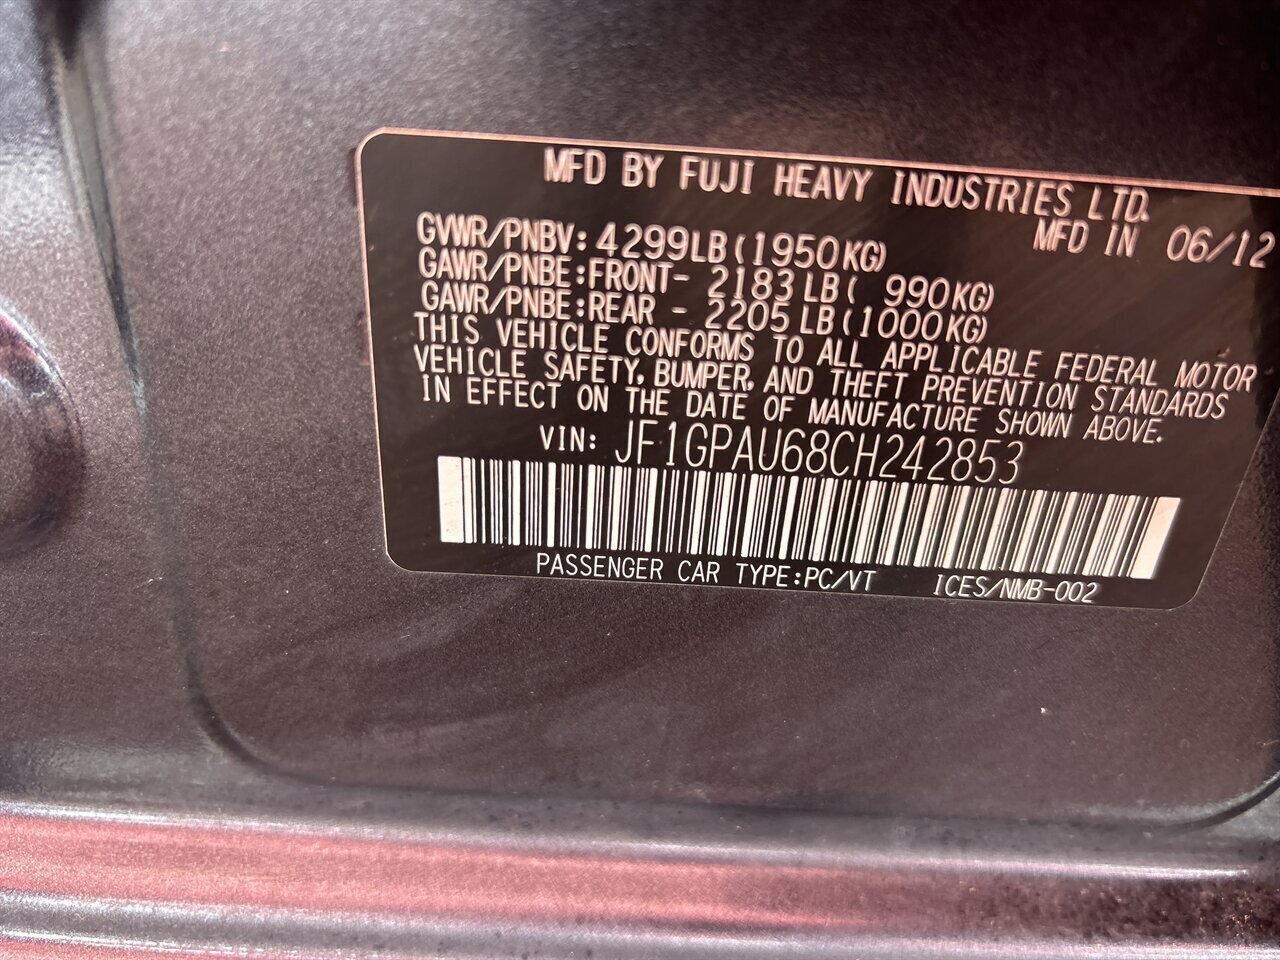 MFD BY FUJI HEAVY INDUSTRIES LTD.
MFD IN 06/12
GVWR/PNBV: 4299LB(1950KG)
GAWR/PNBE:FRONT- 2183LB( 990KG)
GAWR/PNBE:REAR - 2205LB(1000KG)
THIS VEHICLE CONFORMS TO ALL APPLICABLE FEDERAL MOTOR
VEHICLE SAFETY, BUMPER, AND THEFT PREVENTION STANDARDS
IN EFFECT ON THE DATE OF MANUFACTURE SHOWN ABOVE.
VIN: JF1GPAU68CH242853
PASSENGER CAR TYPE:PC/VT ICES/NMB-002